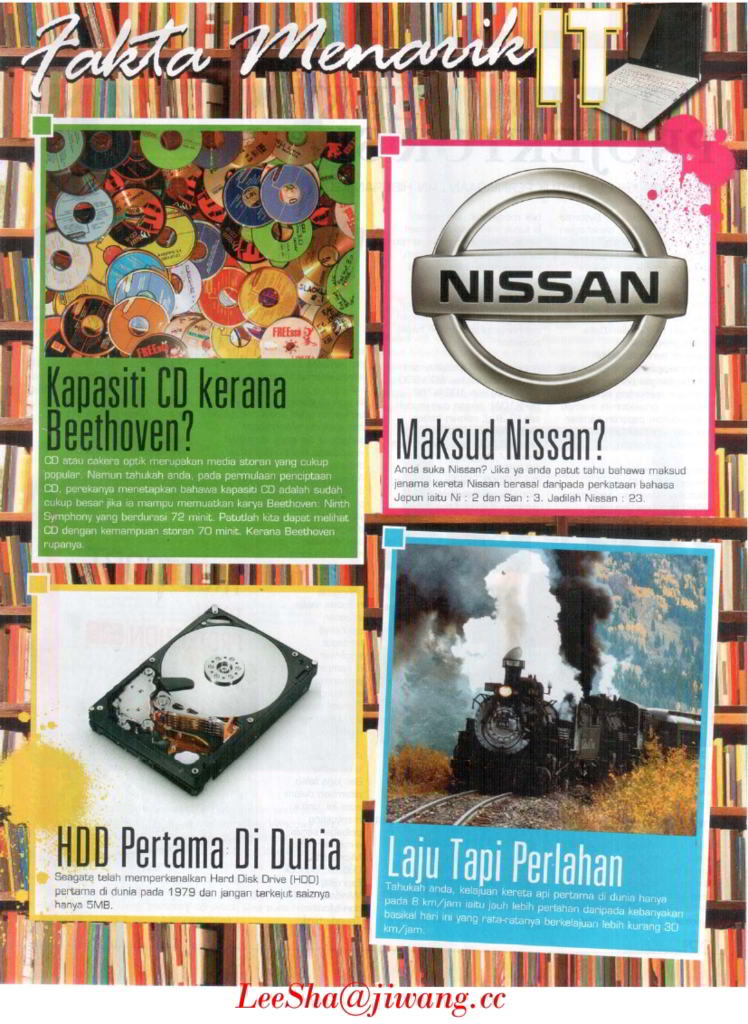 Fakta Menarik IT
FREEssa
FREEssa
NISSAN
Kapasiti CD kerana
Beethoven?
CD atau cakera optik merupakan media storan yang cukup
popular. Namun tahukah anda, pada permulaan penciptaan
CD, perekanya menetapkan bahawa kapasiti CD adalah sudah
cukup besar jika ia mampu memuatkan karya Beethoven: Ninth
Symphony yang berdurasi 72 minit. Patutlah kita dapat melihat
CD dengan kemampuan storan 70 minit. Kerana Beethoven
rupanya.
Maksud Nissan?
Anda suka Nissan? Jika ya anda patut tahu bahawa maksud
jenama kereta Nissan berasal daripada perkataan bahasa
Jepun iaitu Ni : 2 dan San : 3. Jadilah Nissan : 23.
HDD Pertama Di Dunia
Seagate telah memperkenalkan Hard Disk Drive (HDD)
pertama di dunia pada 1979 dan jangan terkejut saiznya
hanya 5MB.
Laju Tapi Perlahan
Tahukah anda, kelajuan kereta api pertama di dunia hanya
pada 8 km/jam iaitu jauh lebih perlahan daripada kebanyakan
basikal hari ini yang rata-ratanya berkelajuan lebih kurang 30
km/jam.
LeeSha@jiwang.cc